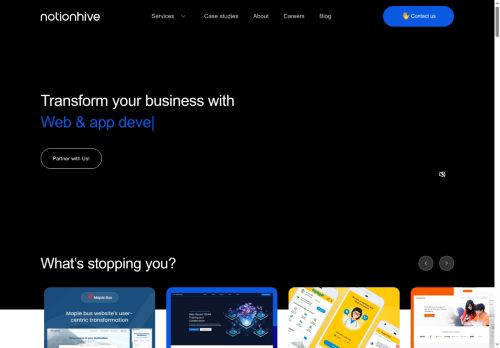 notionhive
Services
Case studies
About
Careers
Blog
👋 Contact us
Transform your business with
Web & app deve|
Partner with Us!
What's stopping you?
Maple Bus
Maple bus website's user-
centric transformation